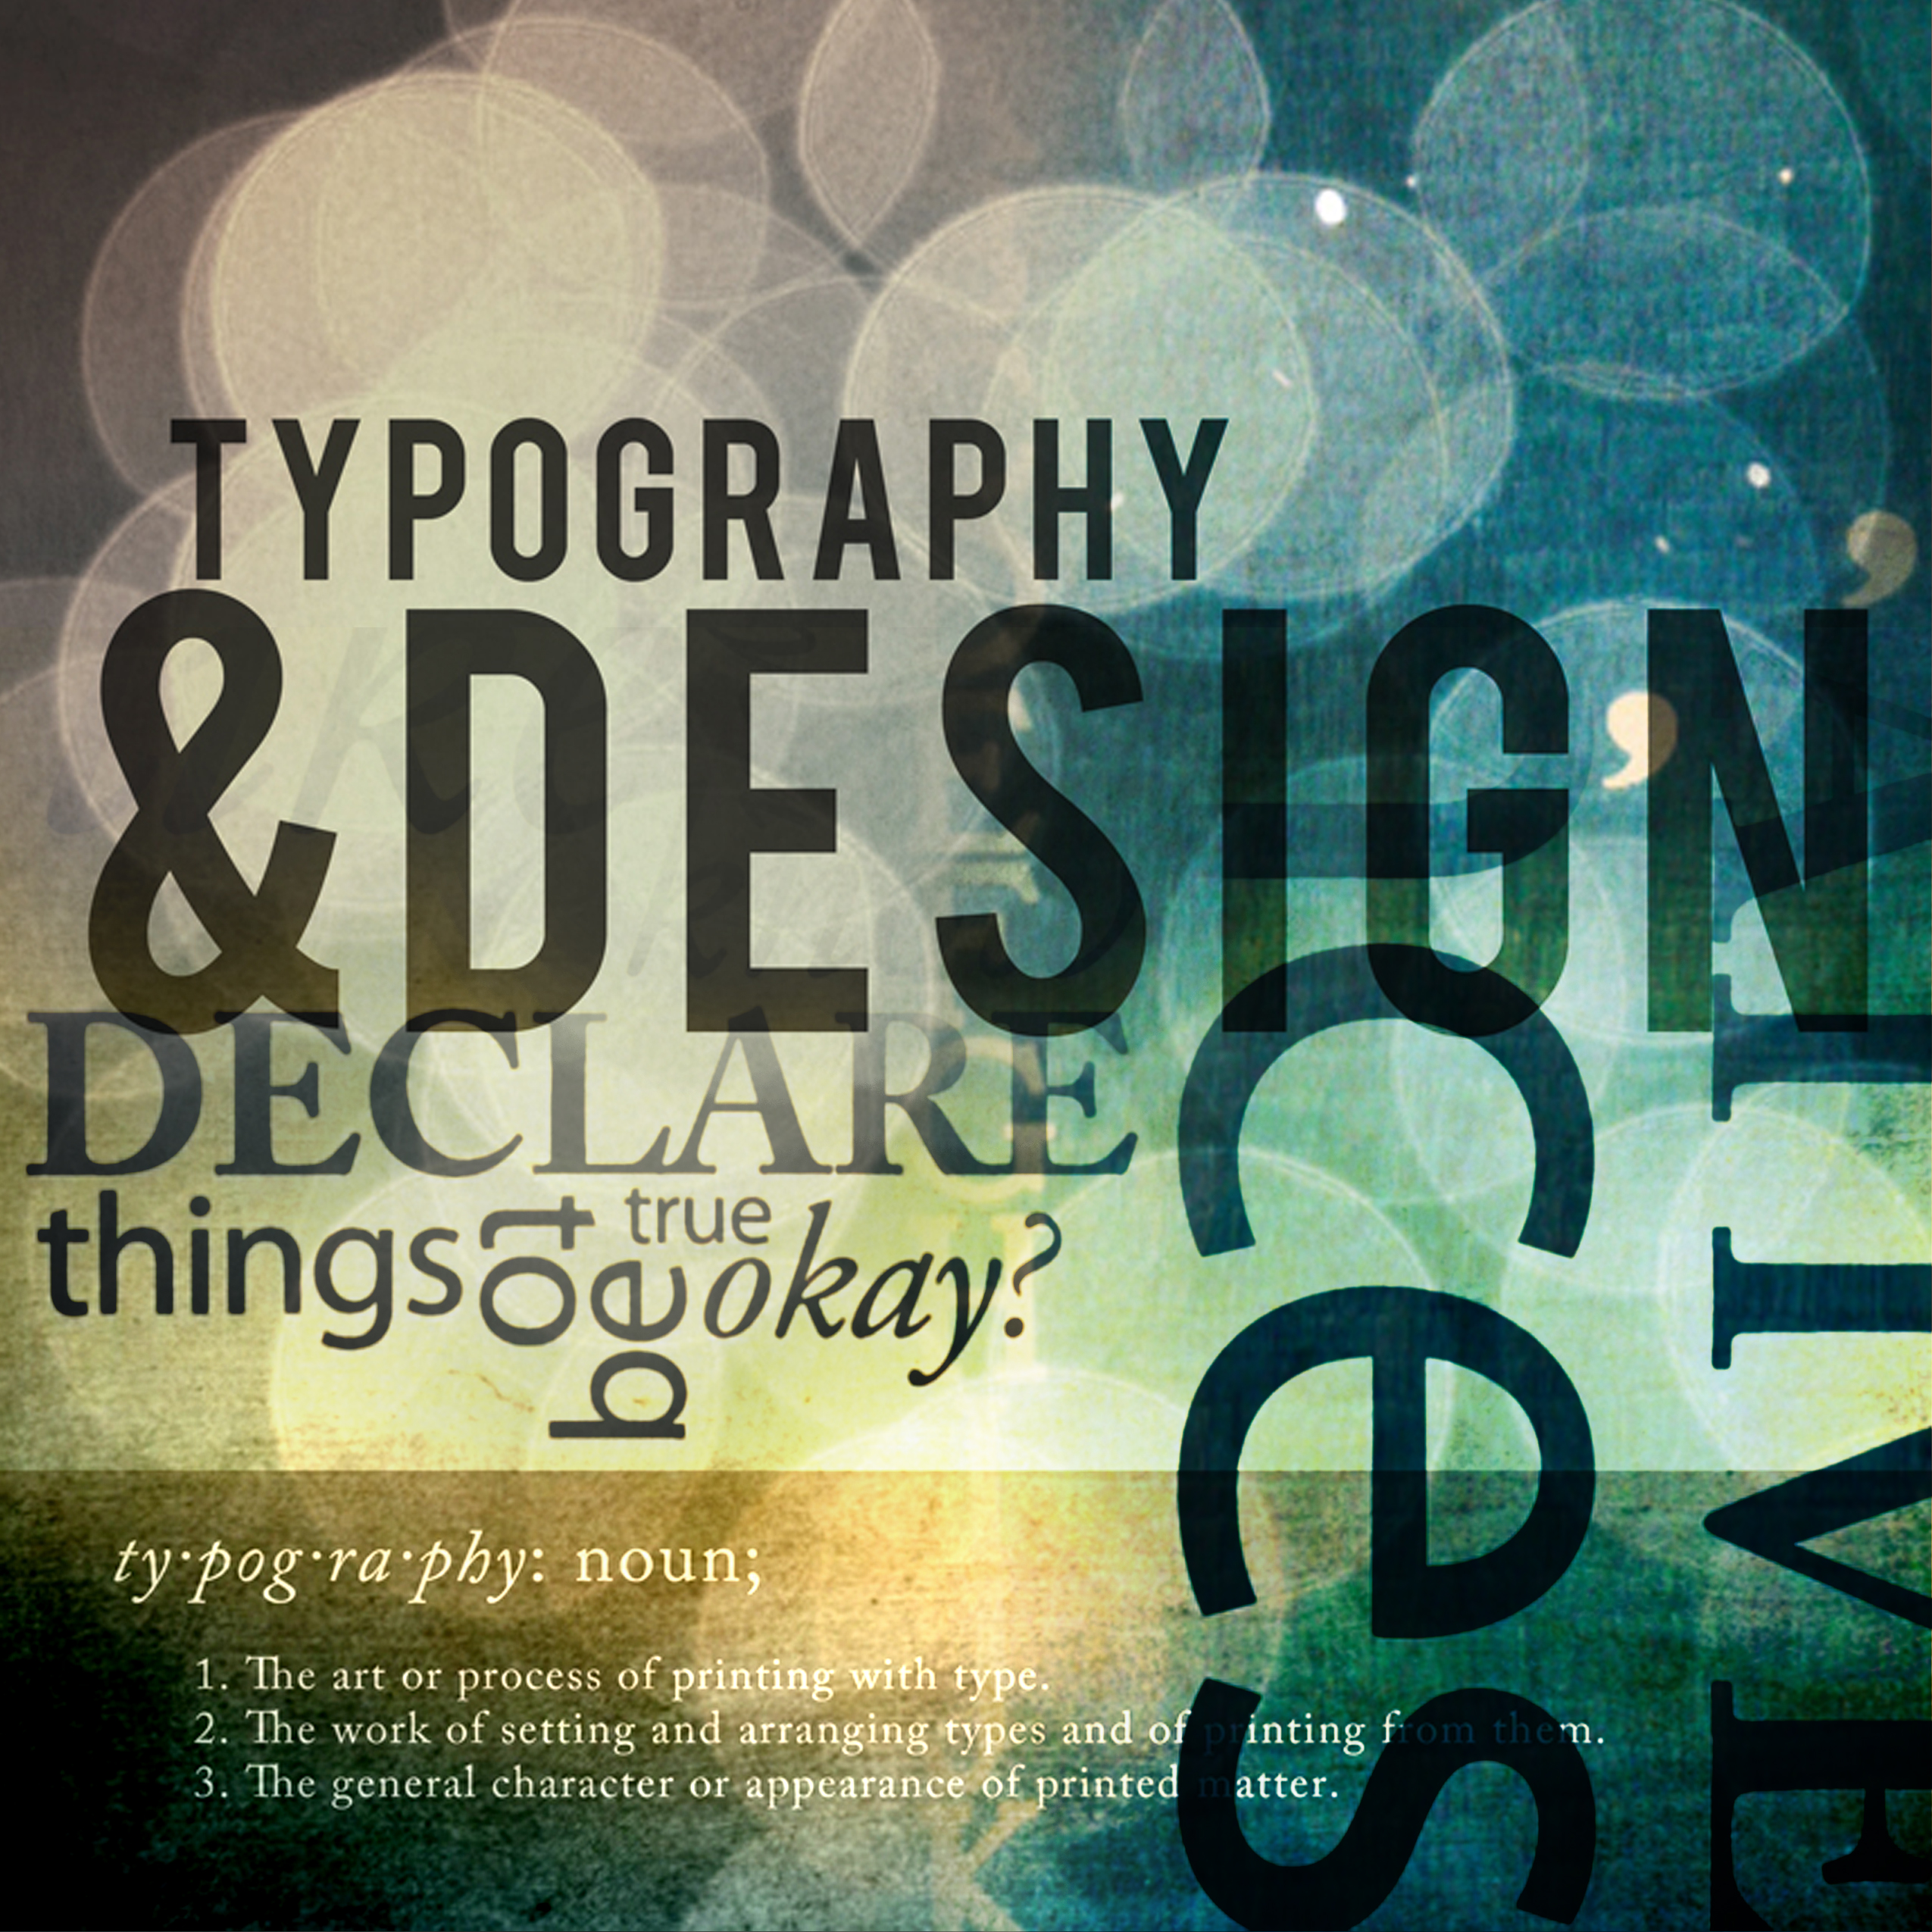 TYPOGRAPHY
& DESIGN
DECLARE
things to be true okay?
ty·pog·ra·phy: noun;
1. The art or process of printing with type.
2. The work of setting and arranging types and of printing from them.
3. The general character or appearance of printed matter.